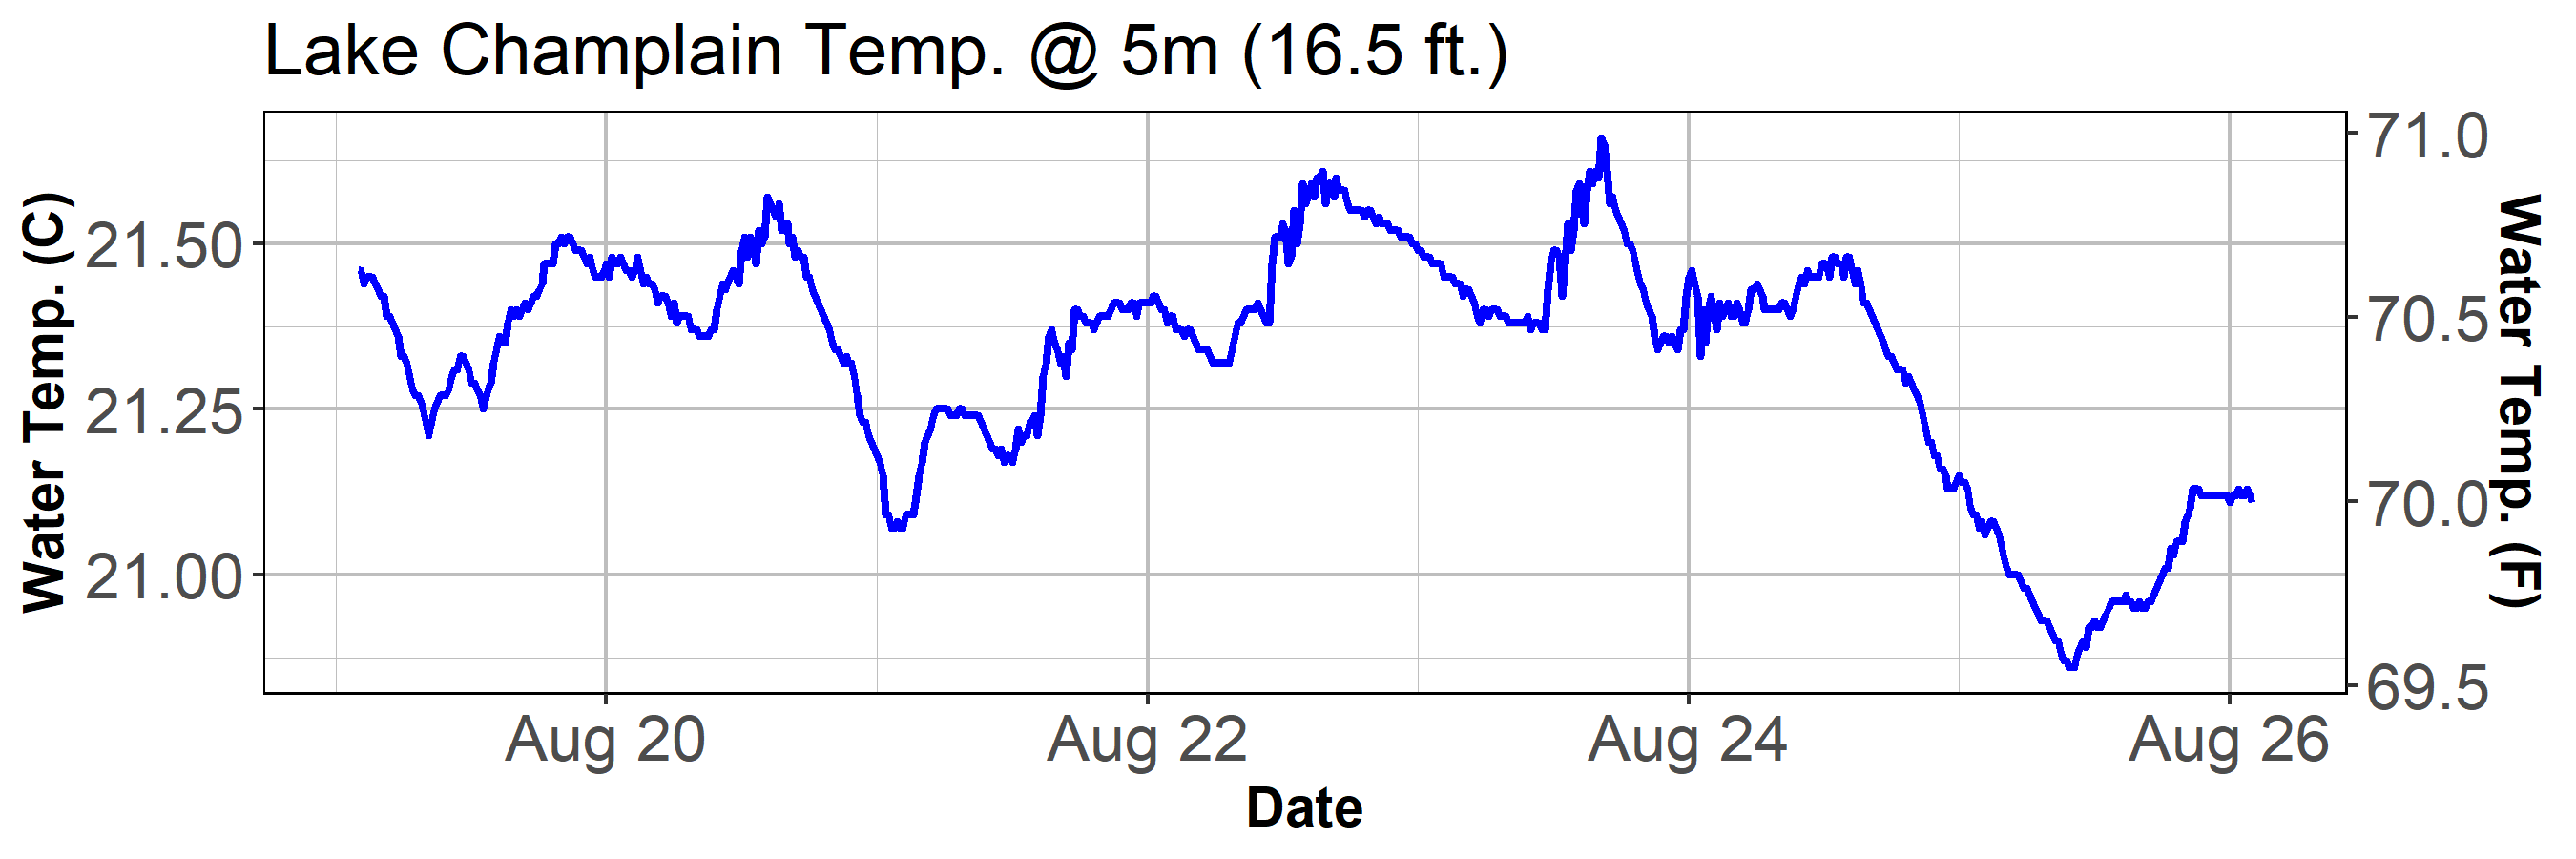 Lake Champlain Temp. @ 5m (16.5 ft.)
Water Temp. (C)
21.50
21.25
21.00
71.0
70.5
70.0
69.5
Water Temp. (F)
Aug 20 Aug 22 Aug 24 Aug 26
Date